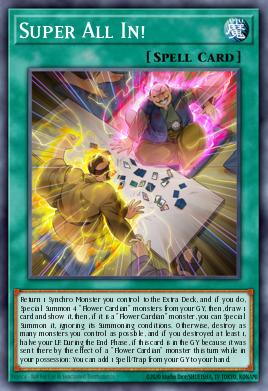 Super All In!
魔
[Spell Card]
Return 1 Synchro Monster you control to the Extra Deck, and if you do,
Special Summon 4 "Flower Cardian" monsters from your GY, then, draw 1
card and show it, then, if it is a "Flower Cardian" monster, you can Special
Summon it, ignoring its Summoning conditions. Otherwise, destroy as
many monsters you control as possible, and if you destroyed at least 1,
halve your LP. During the End Phase, if this card is in the GY because it was
sent there by the effect of a "Flower Cardian" monster this turn while in
your possession: You can add 1 Spell/Trap from your GY to your hand.